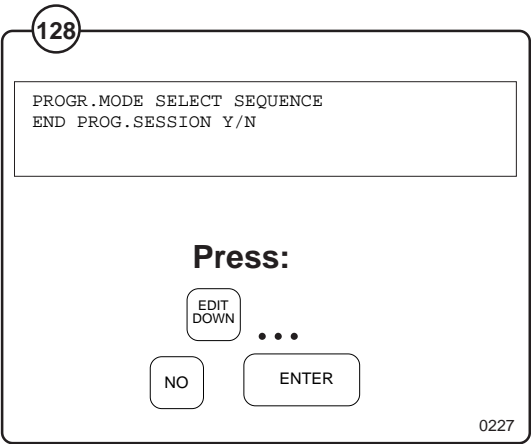 128
PROGR.MODE SELECT SEQUENCE
END PROG.SESSION Y/N
Press:
EDIT
DOWN
...
NO
ENTER
0227